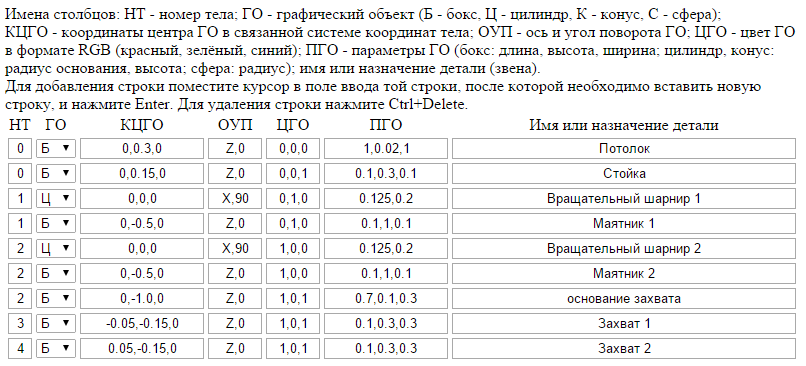 Имена столбцов: НТ - номер тела; ГО - графический объект (Б - бокс, Ц - цилиндр, К - конус, С - сфера);
КЦГО - координаты центра ГО в связанной системе координат тела; ОУП - ось и угол поворота ГО; ЦГО - цвет ГО
в формате RGB (красный, зелёный, синий); ПГО - параметры ГО (бокс: длина, высота, ширина; цилиндр, конус:
радиус основания, высота; сфера: радиус); имя или назначение детали (звена).
Для добавления строки поместите курсор в поле ввода той строки, после которой необходимо вставить новую
строку, и нажмите Enter. Для удаления строки нажмите Ctrl+Delete.
НТ ГО КЦГО ОУП ЦГО ПГО Имя или назначение детали
0 Б 0,0.3,0 Z,0 0,0,0 1,0.02,1 Потолок
0 Б 0,0.15,0 Z,0 0,0,1 0.1,0.3,0.1 Стойка
1 Ц 0,0,0 X,90 0,1,0 0.125,0.2 Вращательный шарнир 1
1 Б 0,-0.5,0 Z,0 0,1,0 0.1,1,0.1 Маятник 1
2 Ц 0,0,0 X,90 1,0,0 0.125,0.2 Вращательный шарнир 2
2 Б 0,-0.5,0 Z,0 1,0,0 0.1,1,0.1 Маятник 2
2 Б 0,-1.0,0 Z,0 1,0,1 0.7,0.1,0.3 основание захвата
3 Б -0.05,-0.15,0 Z,0 1,0,1 0.1,0.3,0.3 Захват 1
4 Б 0.05,-0.15,0 Z,0 1,0,1 0.1,0.3,0.3 Захват 2